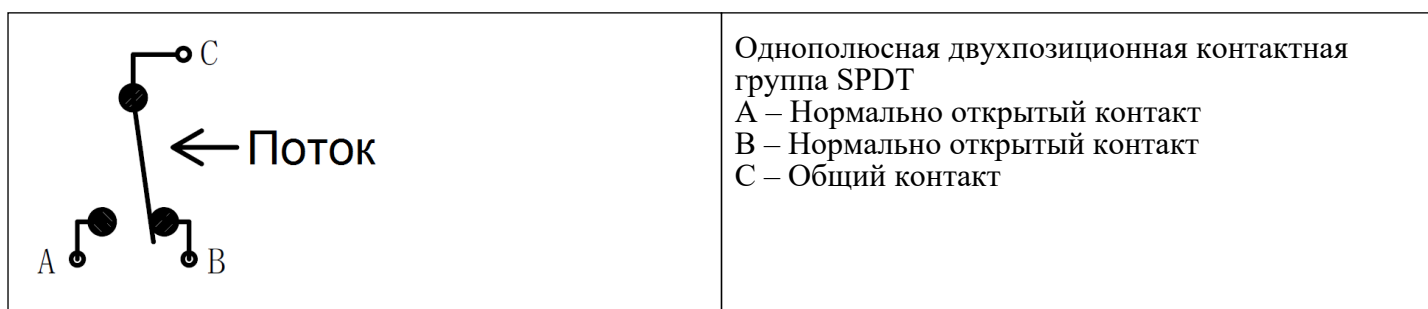 C
Поток
A
B
Однополюсная двухпозиционная контактная
группа SPDT
A – Нормально открытый контакт
B – Нормально открытый контакт
C – Общий контакт